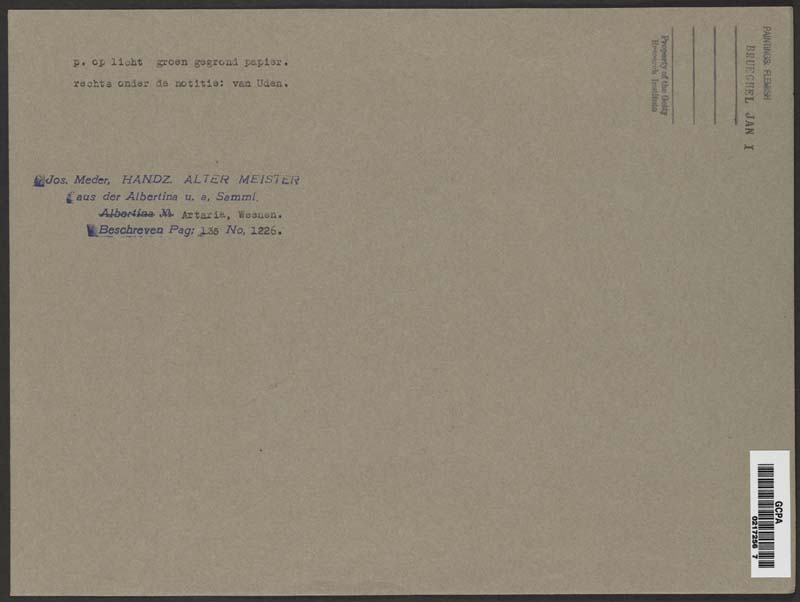 p. op licht groen gegrond papier.
rechts onder de notitie: van Uden.
Jos. Meder, HANDZ. ALTER MEISTER
aus der Albertina u. a. Samml.
Albertina XI. Artaria, Weenen.
Beschreven Pag: 138 No, 1226.
PAINTINGS: FLEMISH
BRUEGHEL JAN I
Property of the Getty
Research Institute
GCPA
0217256 7